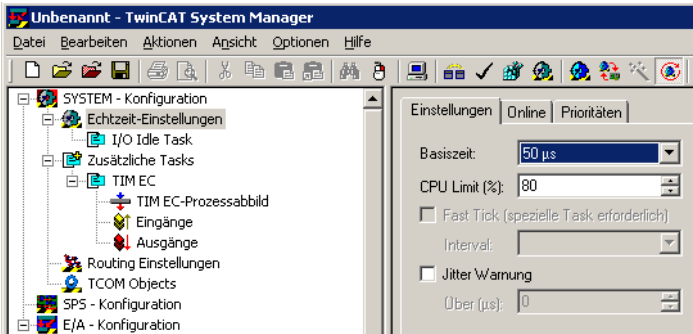 Unbenannt - TwinCAT System Manager
Datei Bearbeiten Aktionen Ansicht Optionen Hilfe
SYSTEM - Konfiguration
Echtzeit-Einstellungen
I/O Idle Task
Zusätzliche Tasks
TIM EC
TIM EC-Prozessabbild
Eingänge
Ausgänge
Routing Einstellungen
TCOM Objects
SPS - Konfiguration
E/A - Konfiguration
Einstellungen Online Prioritäten
Basiszeit: 50 µs
CPU Limit (%): 80
Fast Tick (spezielle Task erforderlich)
Interval:
Jitter Warnung
Über (µs): 0